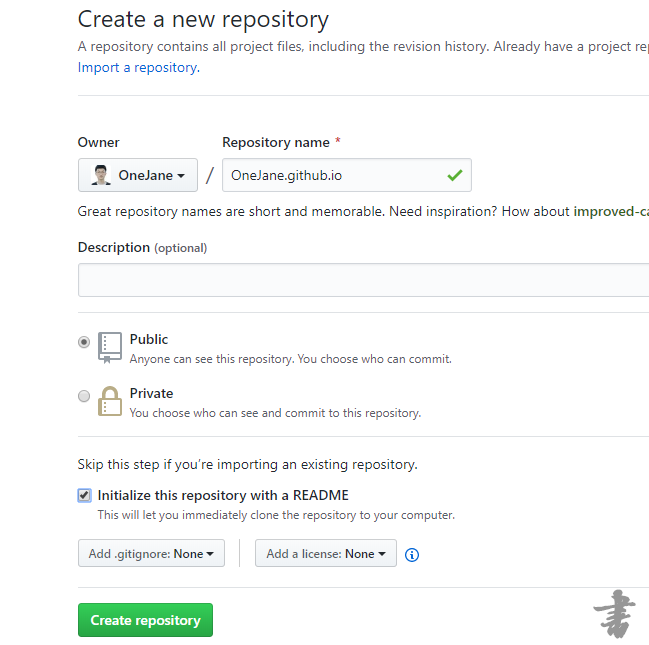 Create a new repository
A repository contains all project files, including the revision history. Already have a project
Import a repository.
Owner
Repository name *
OneJane
/
OneJane.github.io
Great repository names are short and memorable. Need inspiration? How about improved-
Description (optional)
Public
Anyone can see this repository. You choose who can commit.
Private
You choose who can see and commit to this repository.
Skip this step if you’re importing an existing repository.
Initialize this repository with a README
This will let you immediately clone the repository to your computer.
Add .gitignore: None
Add a license: None
Create repository
書